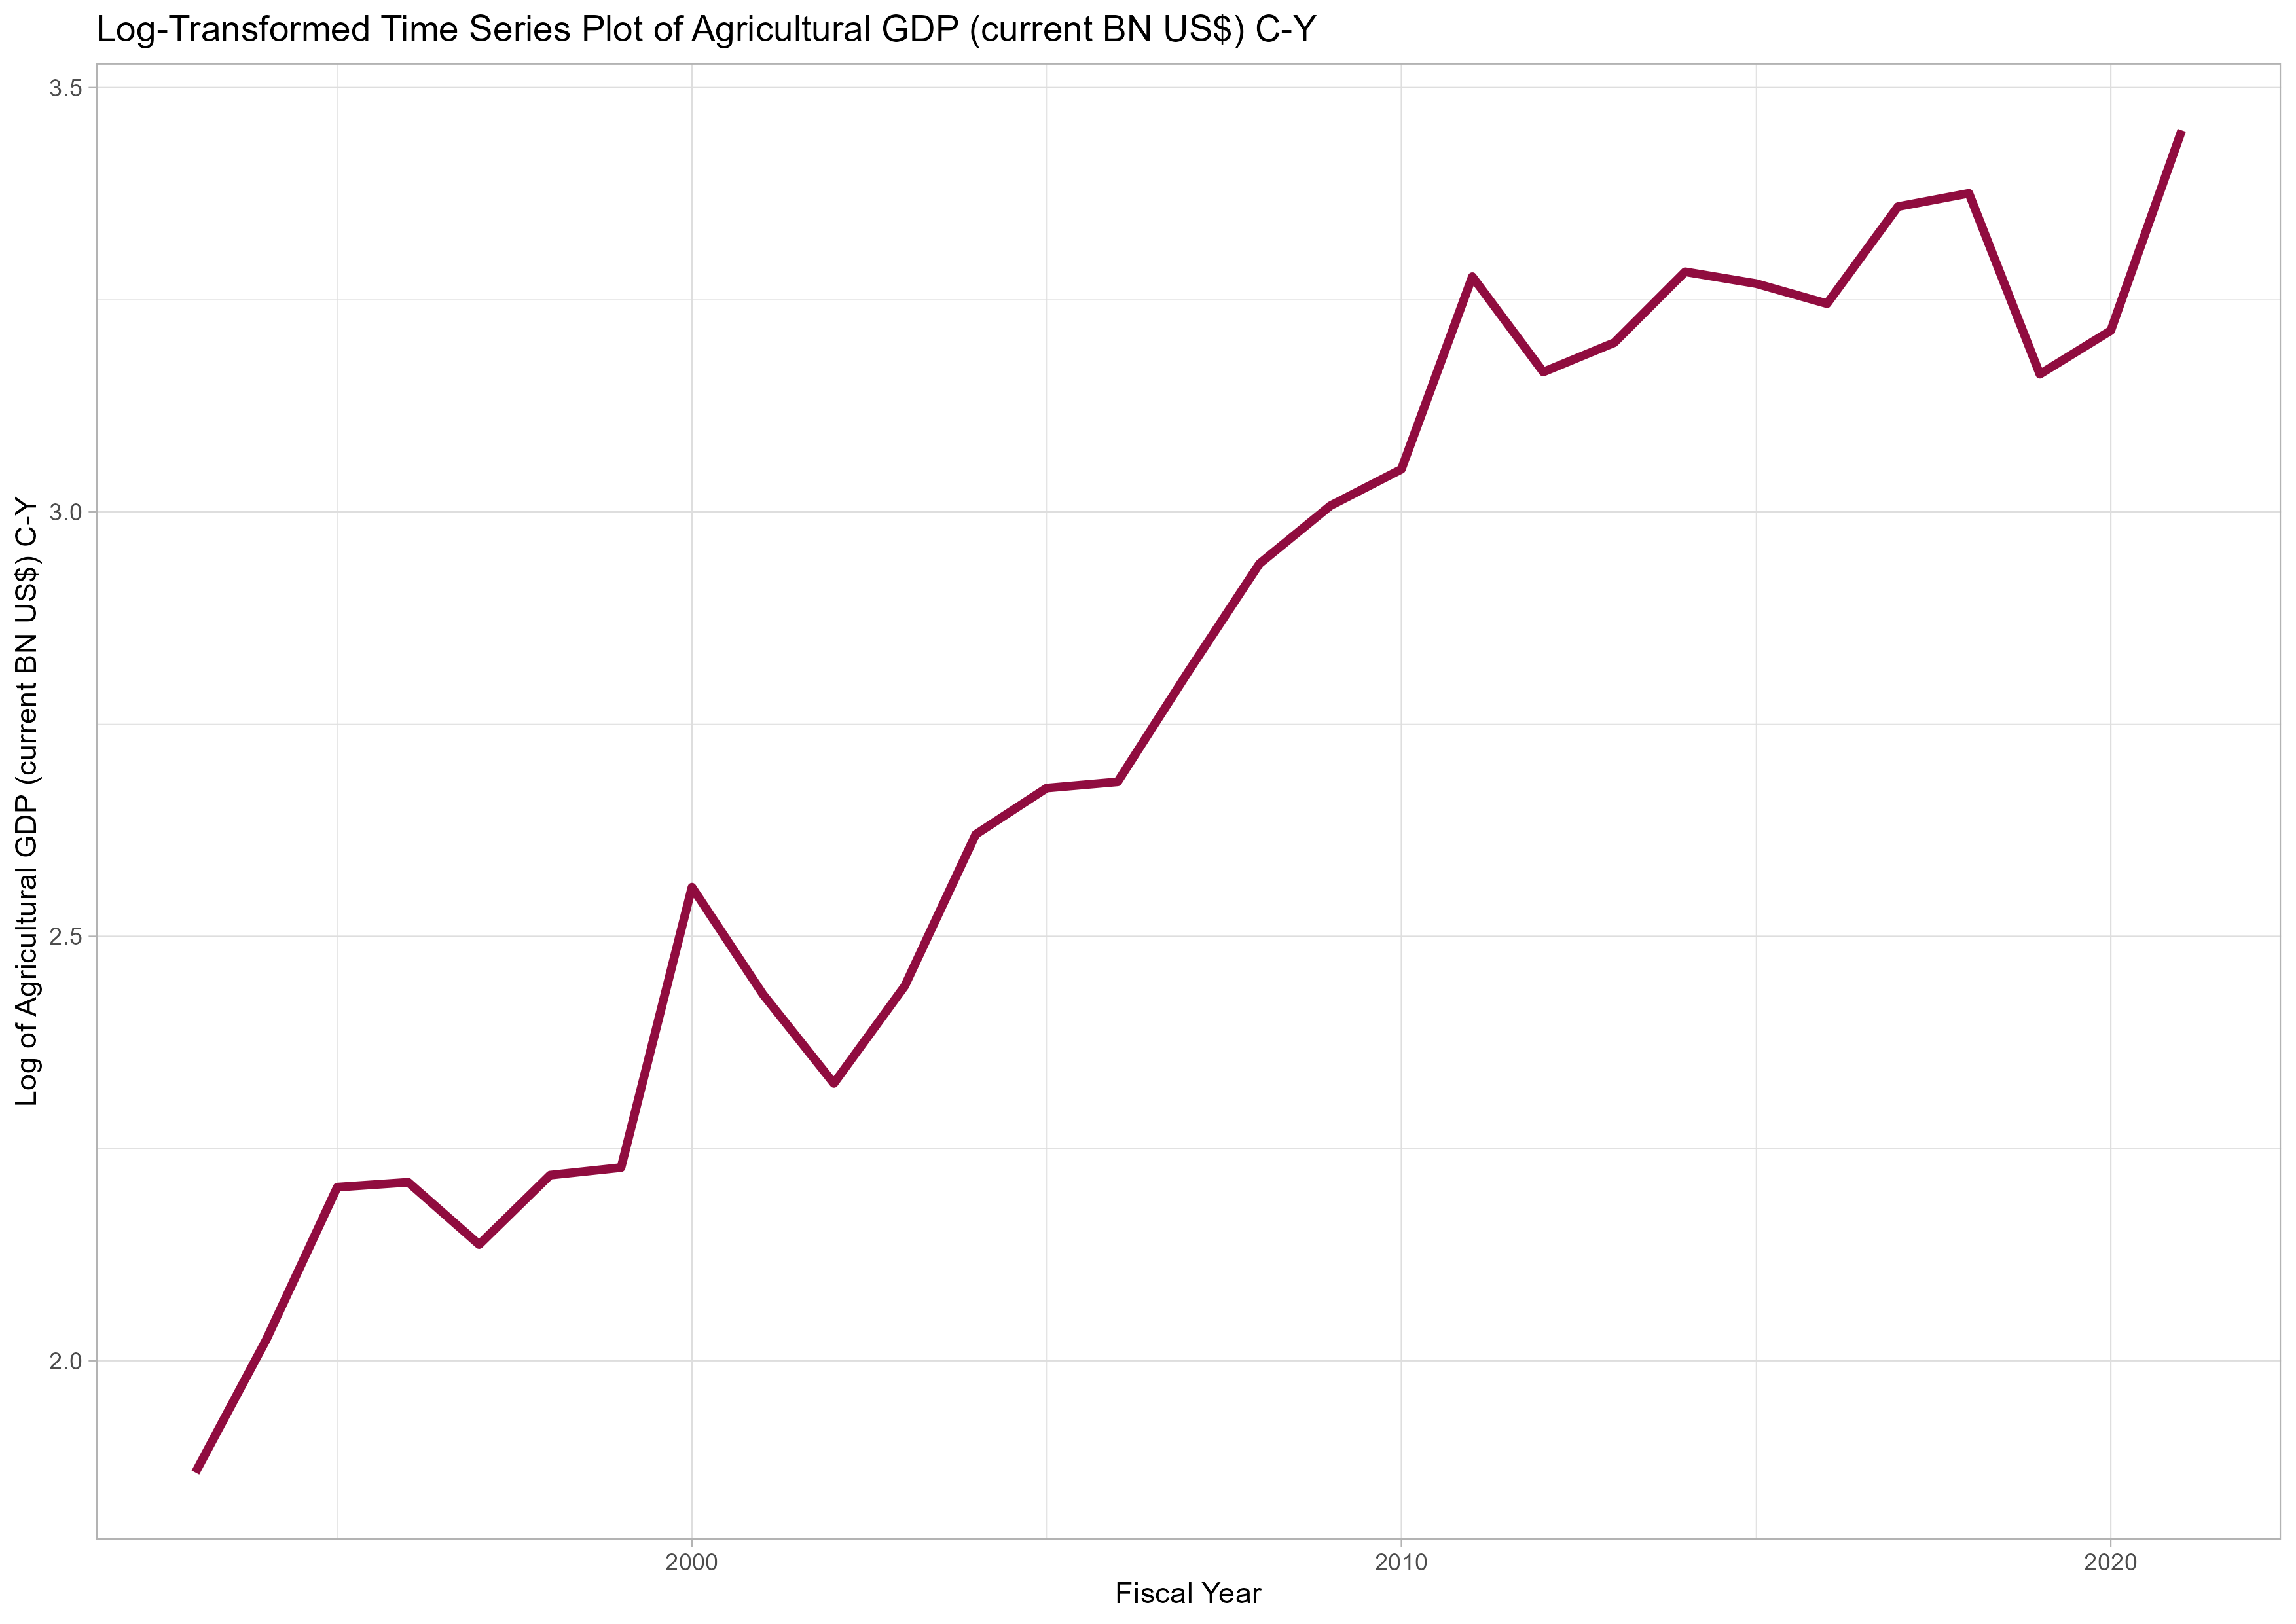 Log-Transformed Time Series Plot of Agricultural GDP (current BN US$) C-Y
Log of Agricultural GDP (current BN US$) C-Y
3.5
3.0
2.5
2.0
2000
2010
2020
Fiscal Year